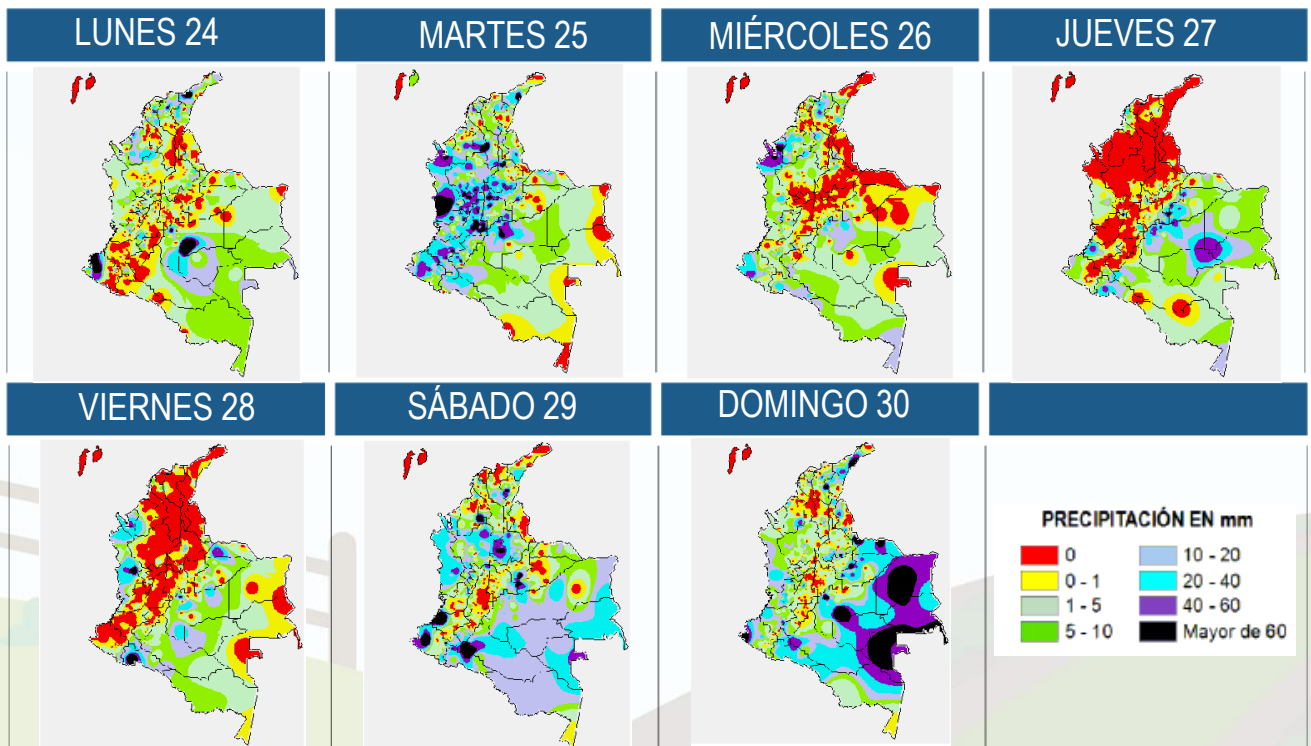 LUNES 24
MARTES 25
MIÉRCOLES 26
JUEVES 27
VIERNES 28
SÁBADO 29
DOMINGO 30
PRECIPITACIÓN EN mm
0
0 - 1
1 - 5
5 - 10
10 - 20
20 - 40
40 - 60
Mayor de 60